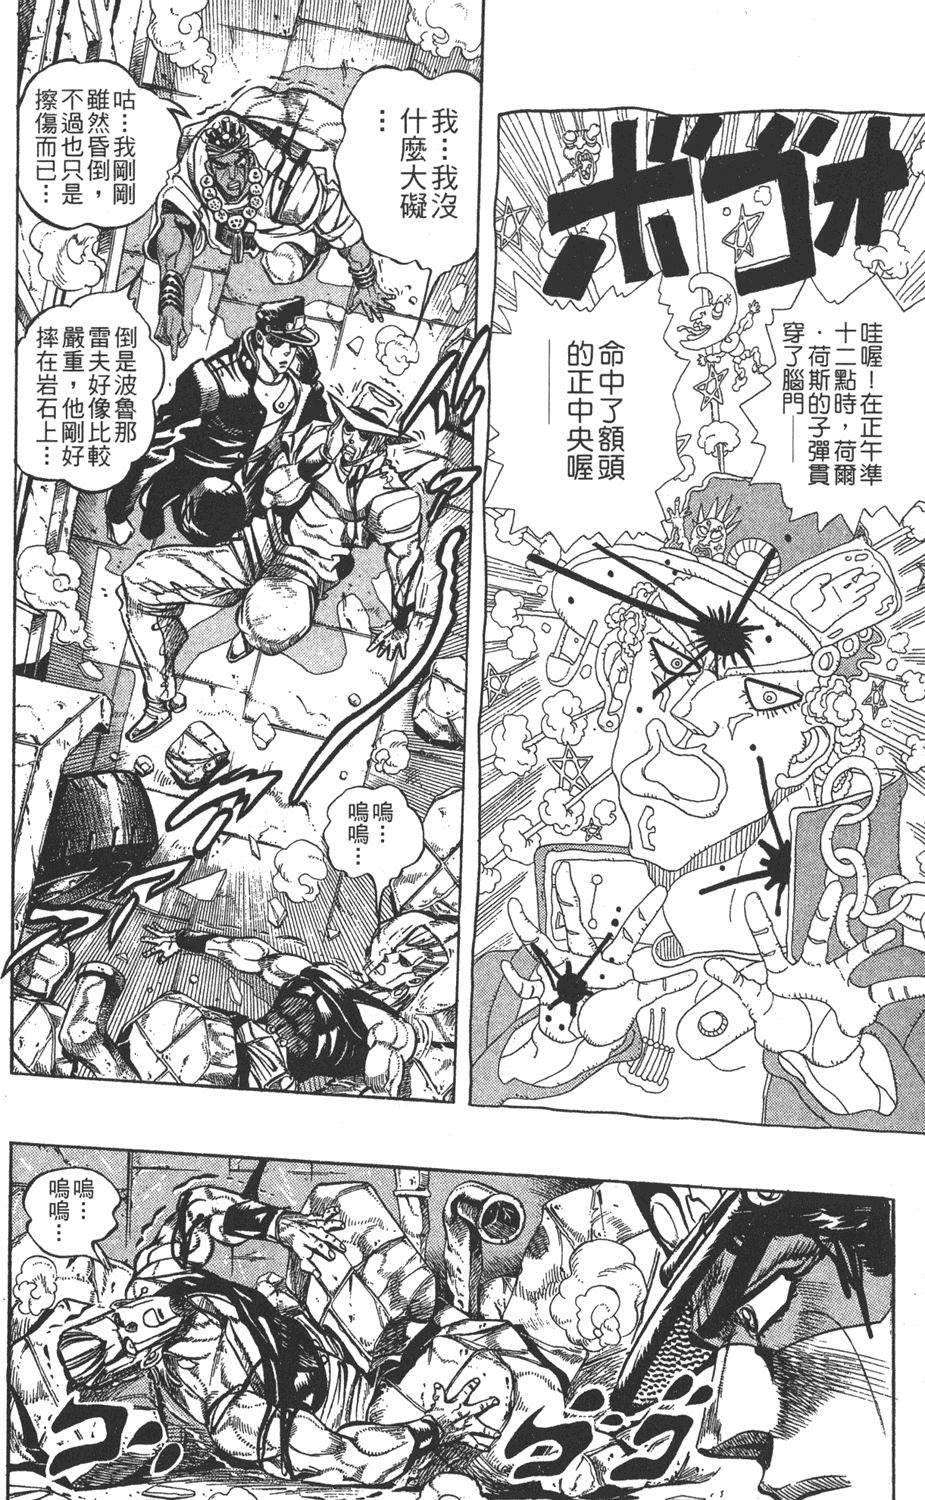 ボゴォ
哇喔！在正午準
十二點時，荷爾
．荷斯的子彈貫
穿了腦門——
命中了額頭
的正中央喔
——
我…我沒
什麼大礙
…
咕…我剛剛
雖然昏倒，
不過也只是
擦傷而已…
倒是波魯那
雷夫好像比較
嚴重，他剛好
摔在岩石上…
嗚…
嗚嗚…
嗚…
嗚嗚…
ゴゴ
ゴゴ